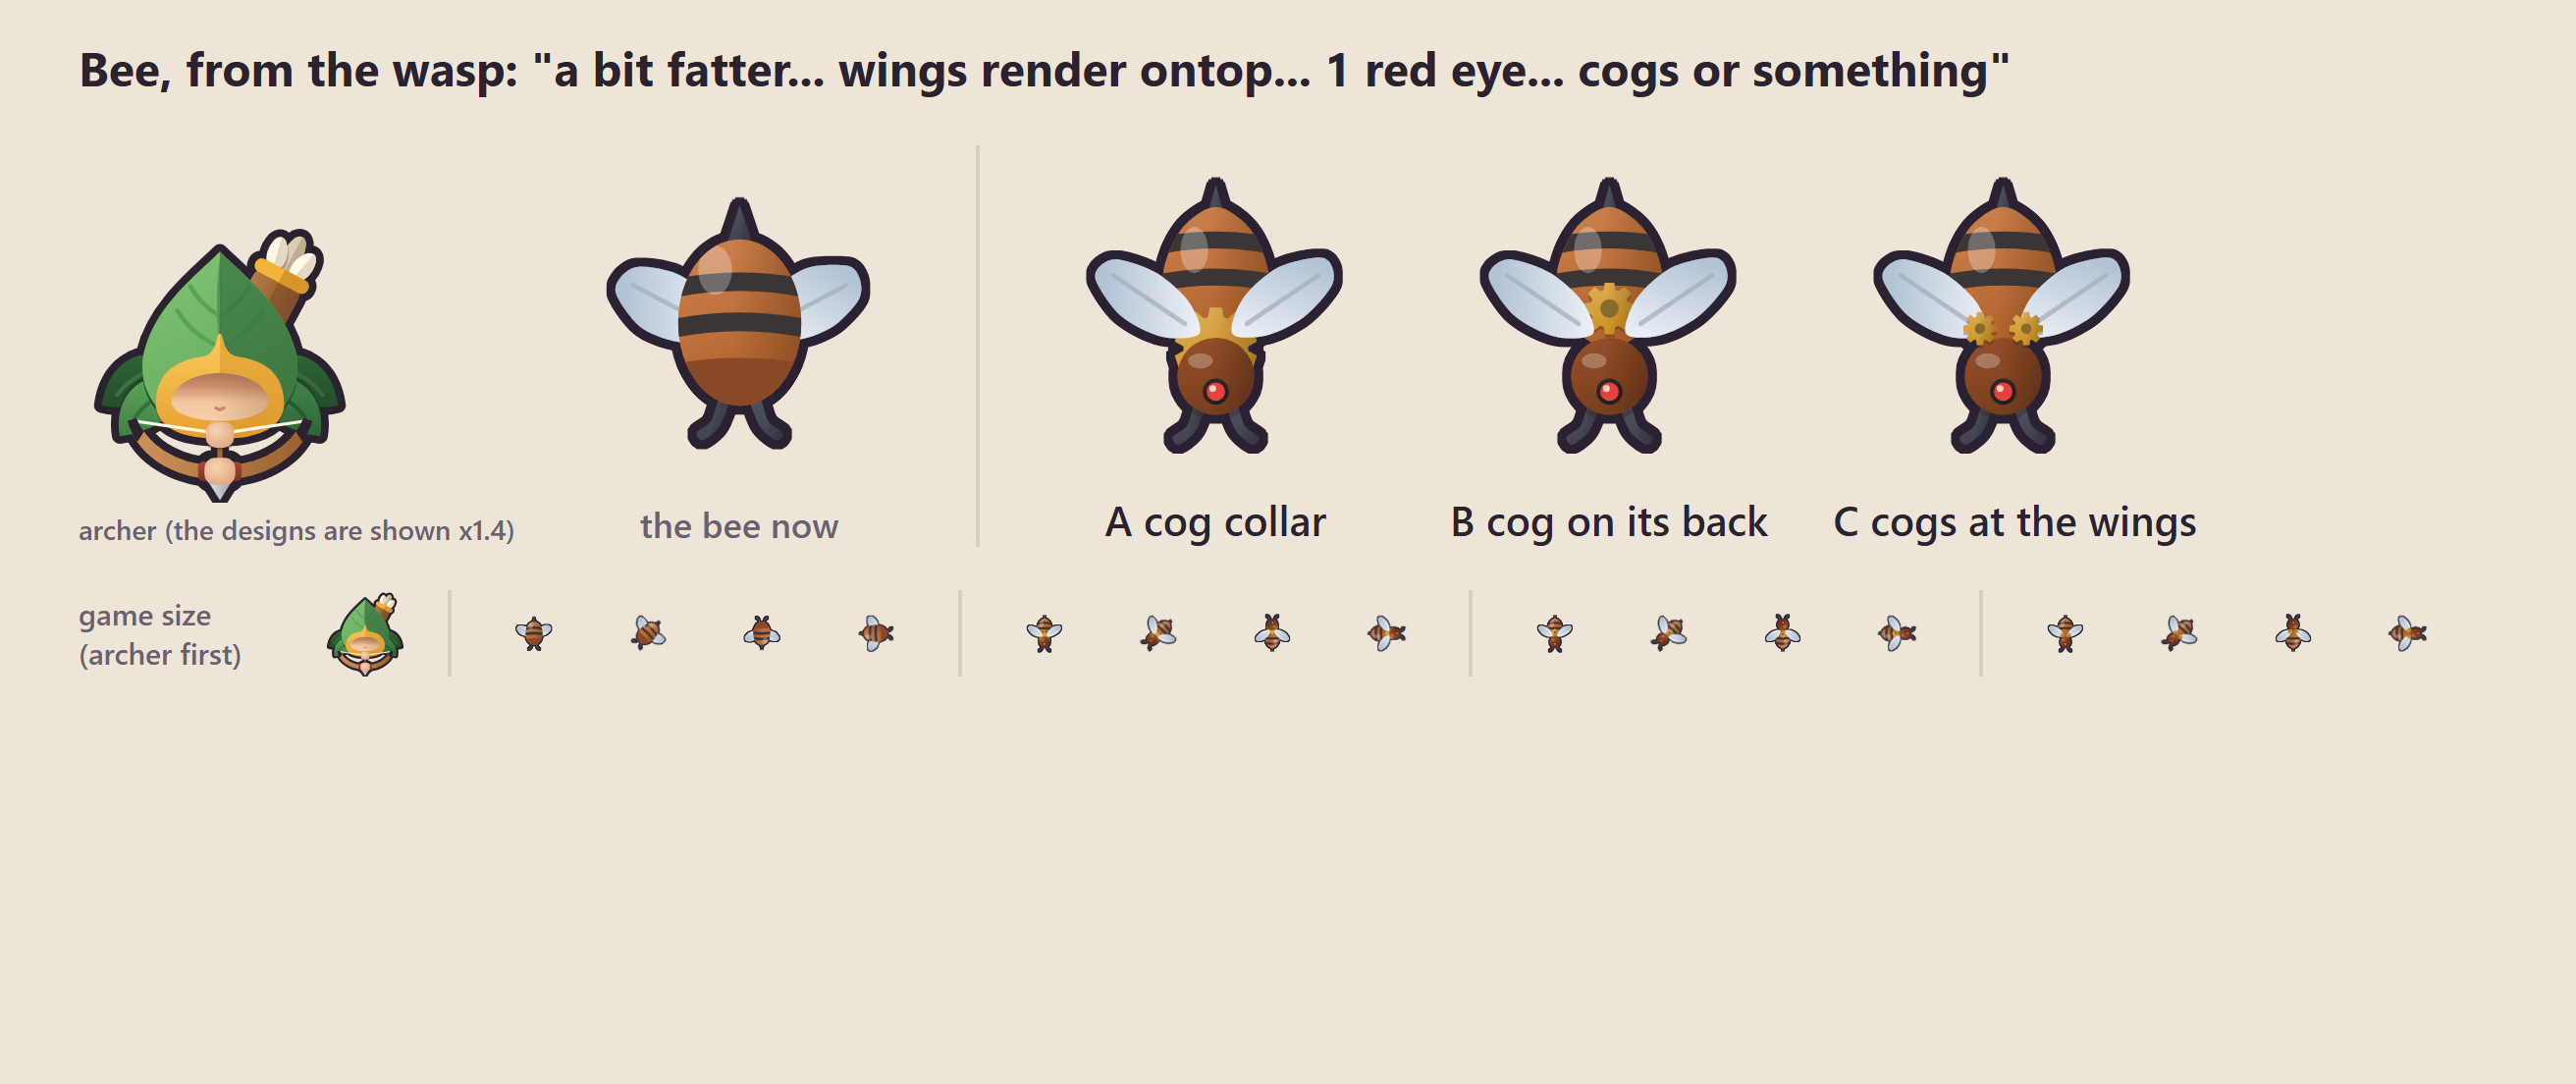 Bee, from the wasp: "a bit fatter... wings render ontop... 1 red eye... cogs or something"
archer (the designs are shown x1.4)
the bee now
A cog collar
B cog on its back
C cogs at the wings
game size
(archer first)